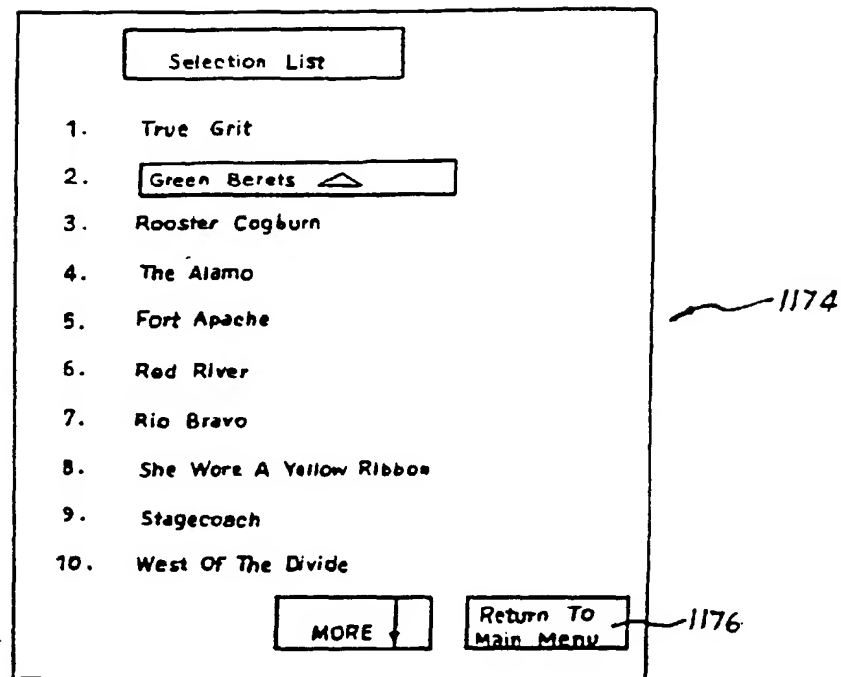 Selection List
1. True Grit
2. Green Berets
3. Rooster Cogburn
4. The Alamo
5. Fort Apache
6. Red River
7. Rio Bravo
8. She Wore A Yellow Ribbon
9. Stagecoach
10. West Of The Divide
MORE
Return To
Main Menu
1174
1176